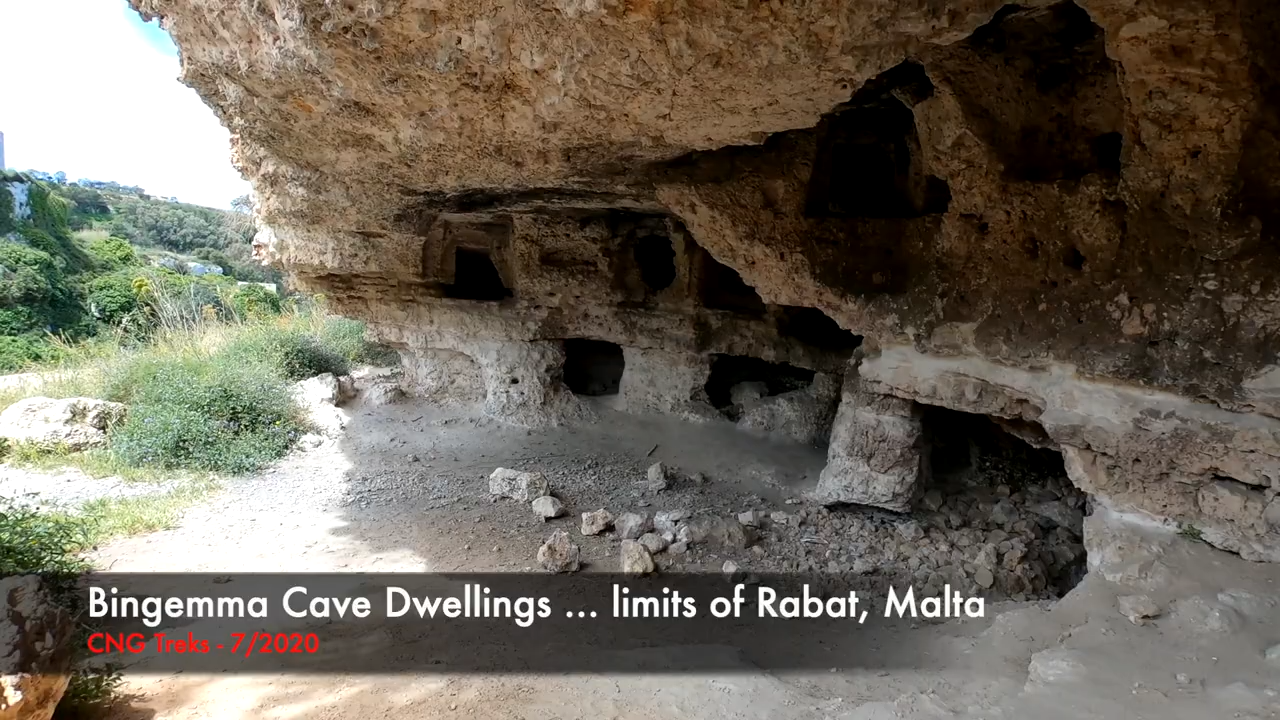 Bingemma Cave Dwellings ... limits of Rabat, Malta
CNG Treks - 7/2020